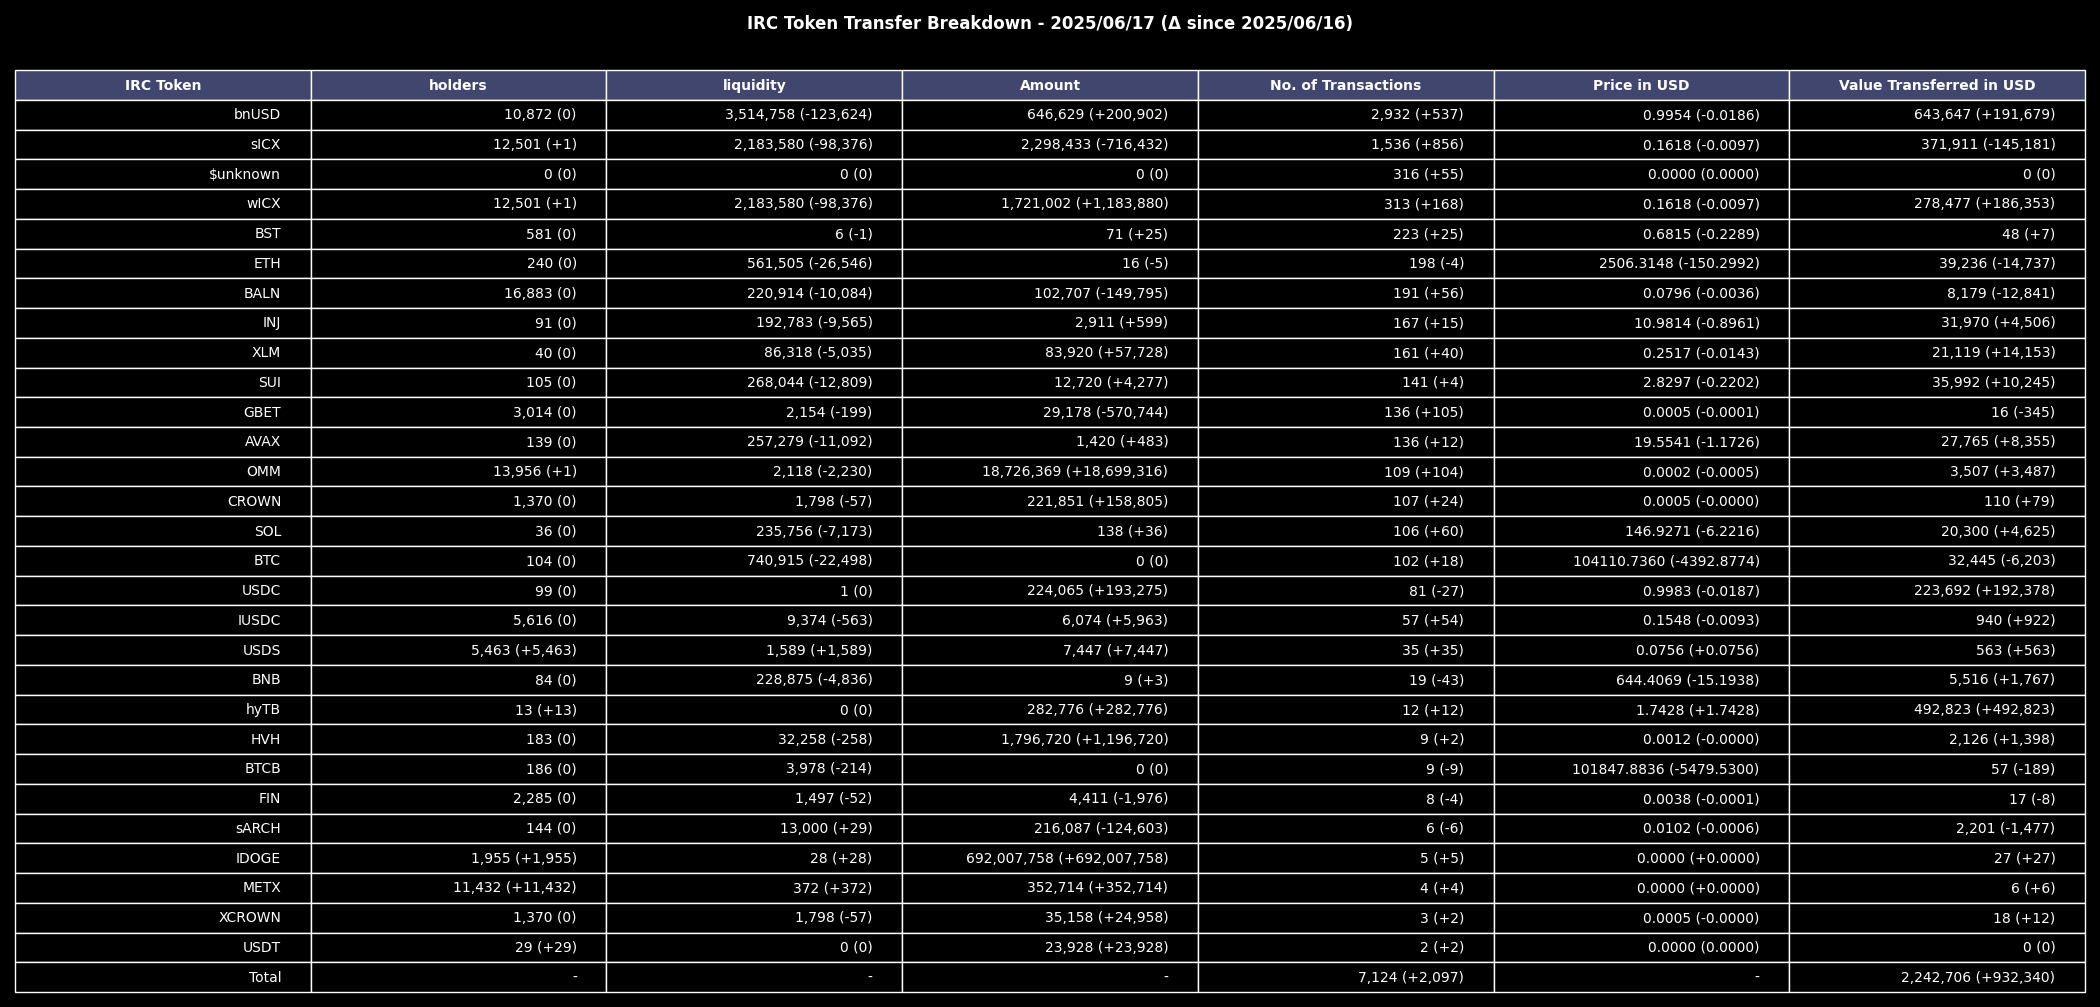 IRC Token Transfer Breakdown - 2025/06/17 (Δ since 2025/06/16)
IRC Token holders liquidity Amount No. of Transactions Price in USD Value Transferred in USD
bnUSD 10,872 (0) 3,514,758 (-123,624) 646,629 (+200,902) 2,932 (+537) 0.9954 (-0.0186) 643,647 (+191,679)
sICX 12,501 (+1) 2,183,580 (-98,376) 2,298,433 (-716,432) 1,536 (+856) 0.1618 (-0.0097) 371,911 (-145,181)
$unknown 0 (0) 0 (0) 0 (0) 316 (+55) 0.0000 (0.0000) 0 (0)
wICX 12,501 (+1) 2,183,580 (-98,376) 1,721,002 (+1,183,880) 313 (+168) 0.1618 (-0.0097) 278,477 (+186,353)
BST 581 (0) 6 (-1) 71 (+25) 223 (+25) 0.6815 (-0.2289) 48 (+7)
ETH 240 (0) 561,505 (-26,546) 16 (-5) 198 (-4) 2506.3148 (-150.2992) 39,236 (-14,737)
BALN 16,883 (0) 220,914 (-10,084) 102,707 (-149,795) 191 (+56) 0.0796 (-0.0036) 8,179 (-12,841)
INJ 91 (0) 192,783 (-9,565) 2,911 (+599) 167 (+15) 10.9814 (-0.8961) 31,970 (+4,506)
XLM 40 (0) 86,318 (-5,035) 83,920 (+57,728) 161 (+40) 0.2517 (-0.0143) 21,119 (+14,153)
SUI 105 (0) 268,044 (-12,809) 12,720 (+4,277) 141 (+4) 2.8297 (-0.2202) 35,992 (+10,245)
GBET 3,014 (0) 2,154 (-199) 29,178 (-570,744) 136 (+105) 0.0005 (-0.0001) 16 (-345)
AVAX 139 (0) 257,279 (-11,092) 1,420 (+483) 136 (+12) 19.5541 (-1.1726) 27,765 (+8,355)
OMM 13,956 (+1) 2,118 (-2,230) 18,726,369 (+18,699,316) 109 (+104) 0.0002 (-0.0005) 3,507 (+3,487)
CROWN 1,370 (0) 1,798 (-57) 221,851 (+158,805) 107 (+24) 0.0005 (-0.0000) 110 (+79)
SOL 36 (0) 235,756 (-7,173) 138 (+36) 106 (+60) 146.9271 (-6.2216) 20,300 (+4,625)
BTC 104 (0) 740,915 (-22,498) 0 (0) 102 (+18) 104110.7360 (-4392.8774) 32,445 (-6,203)
USDC 99 (0) 1 (0) 224,065 (+193,275) 81 (-27) 0.9983 (-0.0187) 223,692 (+192,378)
IUSDC 5,616 (0) 9,374 (-563) 6,074 (+5,963) 57 (+54) 0.1548 (-0.0093) 940 (+922)
USDS 5,463 (+5,463) 1,589 (+1,589) 7,447 (+7,447) 35 (+35) 0.0756 (+0.0756) 563 (+563)
BNB 84 (0) 228,875 (-4,836) 9 (+3) 19 (-43) 644.4069 (-15.1938) 5,516 (+1,767)
hyTB 13 (+13) 0 (0) 282,776 (+282,776) 12 (+12) 1.7428 (+1.7428) 492,823 (+492,823)
HVH 183 (0) 32,258 (-258) 1,796,720 (+1,196,720) 9 (+2) 0.0012 (-0.0000) 2,126 (+1,398)
BTCB 186 (0) 3,978 (-214) 0 (0) 9 (-9) 101847.8836 (-5479.5300) 57 (-189)
FIN 2,285 (0) 1,497 (-52) 4,411 (-1,976) 8 (-4) 0.0038 (-0.0001) 17 (-8)
sARCH 144 (0) 13,000 (+29) 216,087 (-124,603) 6 (-6) 0.0102 (-0.0006) 2,201 (-1,477)
IDOGE 1,955 (+1,955) 28 (+28) 692,007,758 (+692,007,758) 5 (+5) 0.0000 (+0.0000) 27 (+27)
METX 11,432 (+11,432) 372 (+372) 352,714 (+352,714) 4 (+4) 0.0000 (+0.0000) 6 (+6)
XCROWN 1,370 (0) 1,798 (-57) 35,158 (+24,958) 3 (+2) 0.0005 (-0.0000) 18 (+12)
USDT 29 (+29) 0 (0) 23,928 (+23,928) 2 (+2) 0.0000 (0.0000) 0 (0)
Total - - - 7,124 (+2,097) - 2,242,706 (+932,340)